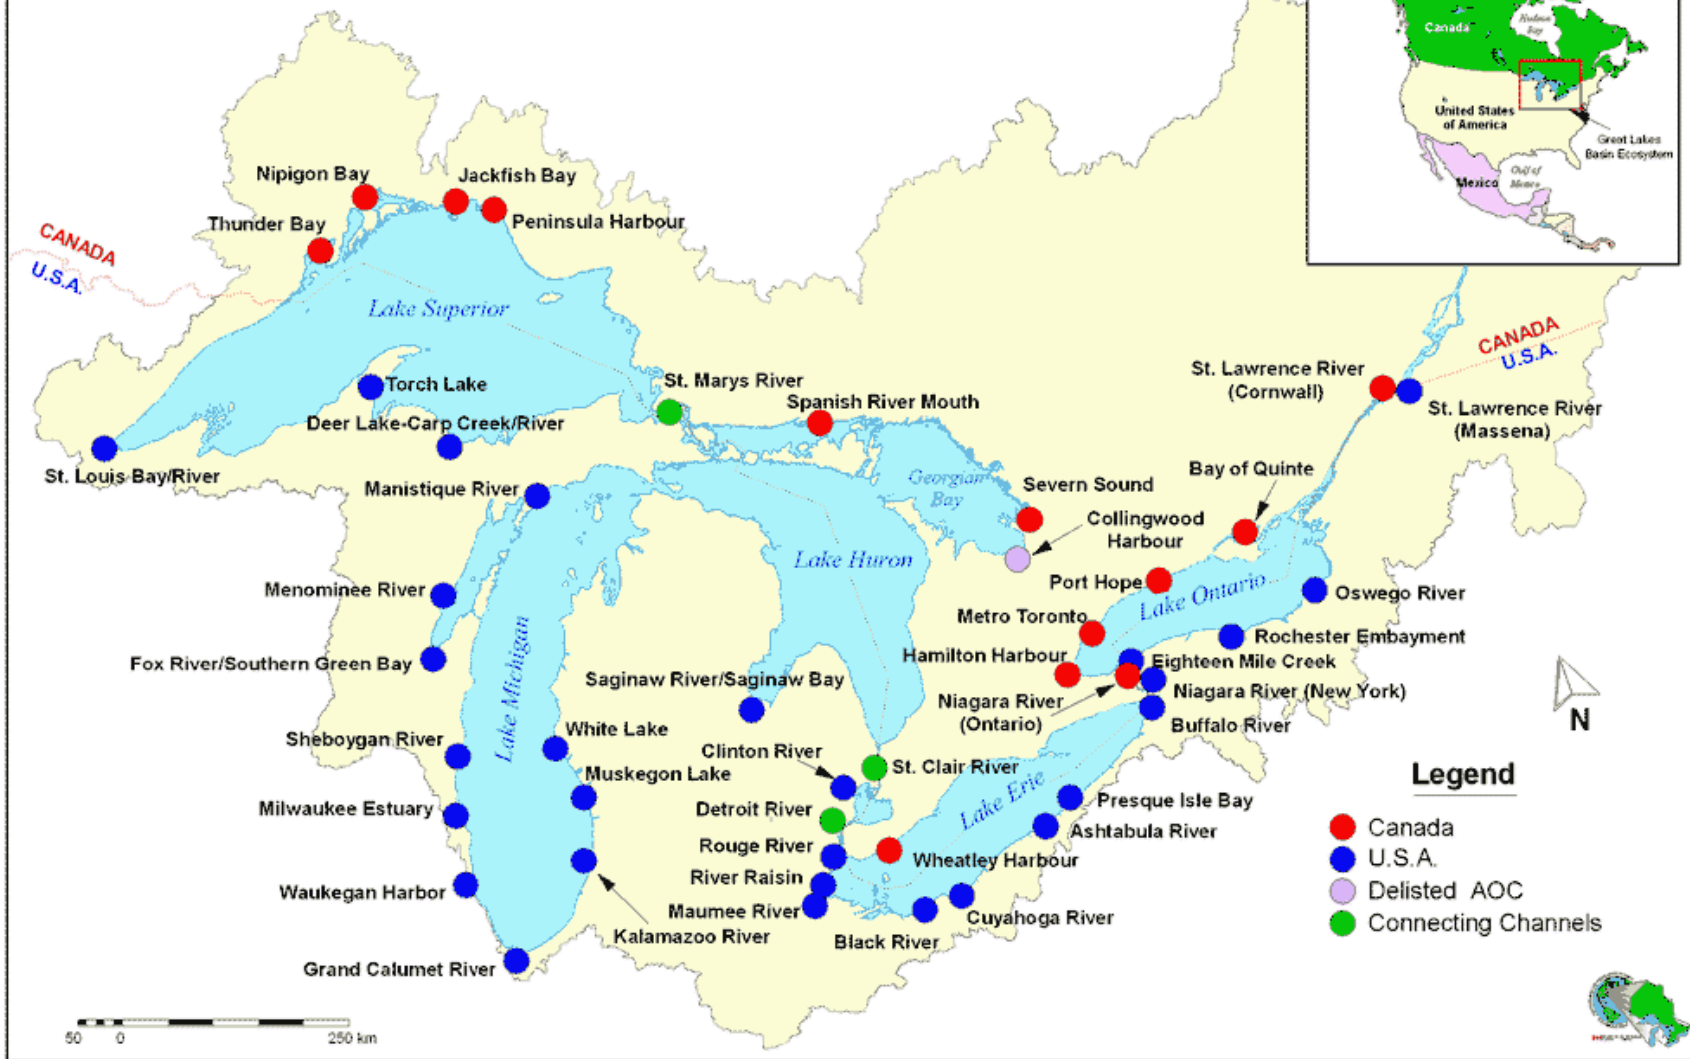 Canada
Hudson
Bay
United States
of America
Great Lakes
Basin Ecosystem
Mexico
Gulf of
Mexico
Nipigon Bay
Jackfish Bay
Thunder Bay
Peninsula Harbour
CANADA
U.S.A.
Lake Superior
CANADA
U.S.A.
St. Marys River
St. Lawrence River
(Cornwall)
Torch Lake
Spanish River Mouth
St. Lawrence River
(Massena)
Deer Lake-Carp Creek/River
St. Louis Bay/River
Manistique River
Georgian
Bay
Severn Sound
Bay of Quinte
Collingwood
Harbour
Lake Huron
Menominee River
Port Hope
Lake Ontario
Oswego River
Metro Toronto
Rochester Embayment
Fox River/Southern Green Bay
Lake Michigan
Hamilton Harbour
Eighteen Mile Creek
Saginaw River/Saginaw Bay
Niagara River
(Ontario)
Niagara River (New York)
Buffalo River
Sheboygan River
White Lake
Clinton River
St. Clair River
Muskegon Lake
Lake Erie
Legend
Milwaukee Estuary
Detroit River
Presque Isle Bay
Ashtabula River
Canada
Rouge River
Wheatley Harbour
U.S.A.
River Raisin
Waukegan Harbor
Delisted AOC
Maumee River
Cuyahoga River
Connecting Channels
Kalamazoo River
Black River
Grand Calumet River
N
50 0 250 km